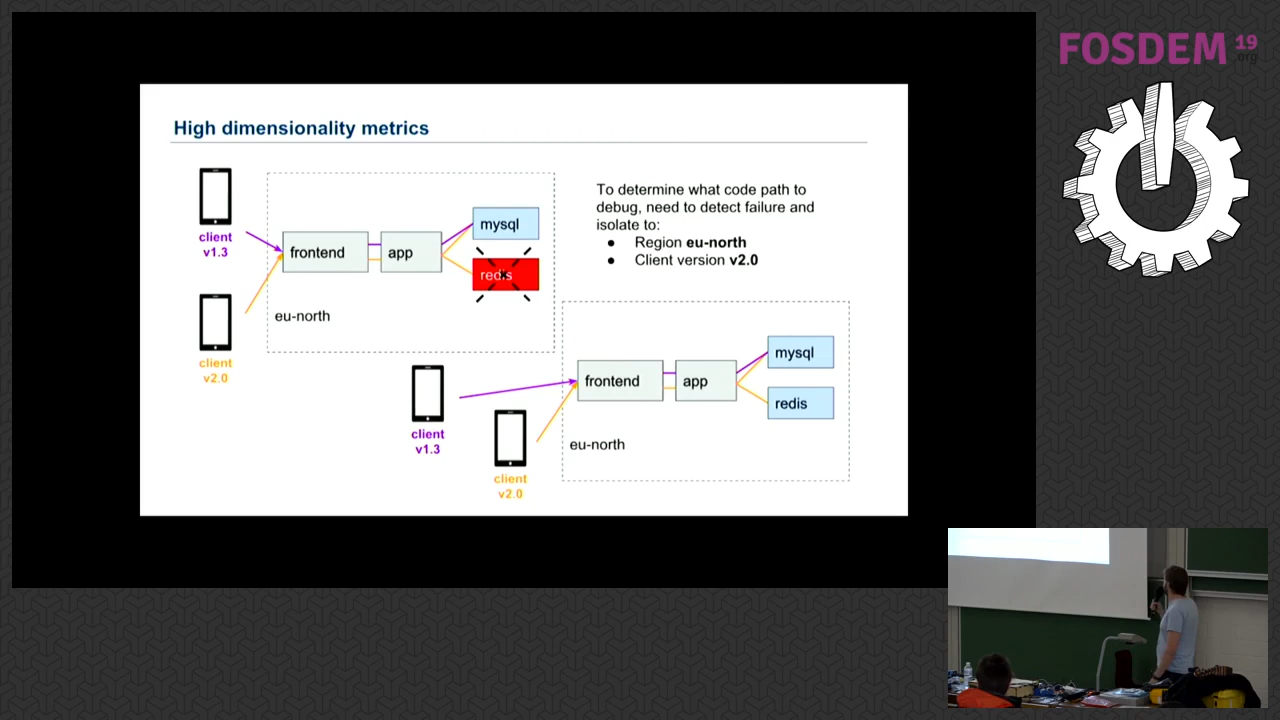 FOSDEM 19
.org
High dimensionality metrics
client
v1.3
client
v2.0
frontend
app
mysql
redis
eu-north
To determine what code path to
debug, need to detect failure and
isolate to:
● Region eu-north
● Client version v2.0
client
v1.3
client
v2.0
frontend
app
mysql
redis
eu-north